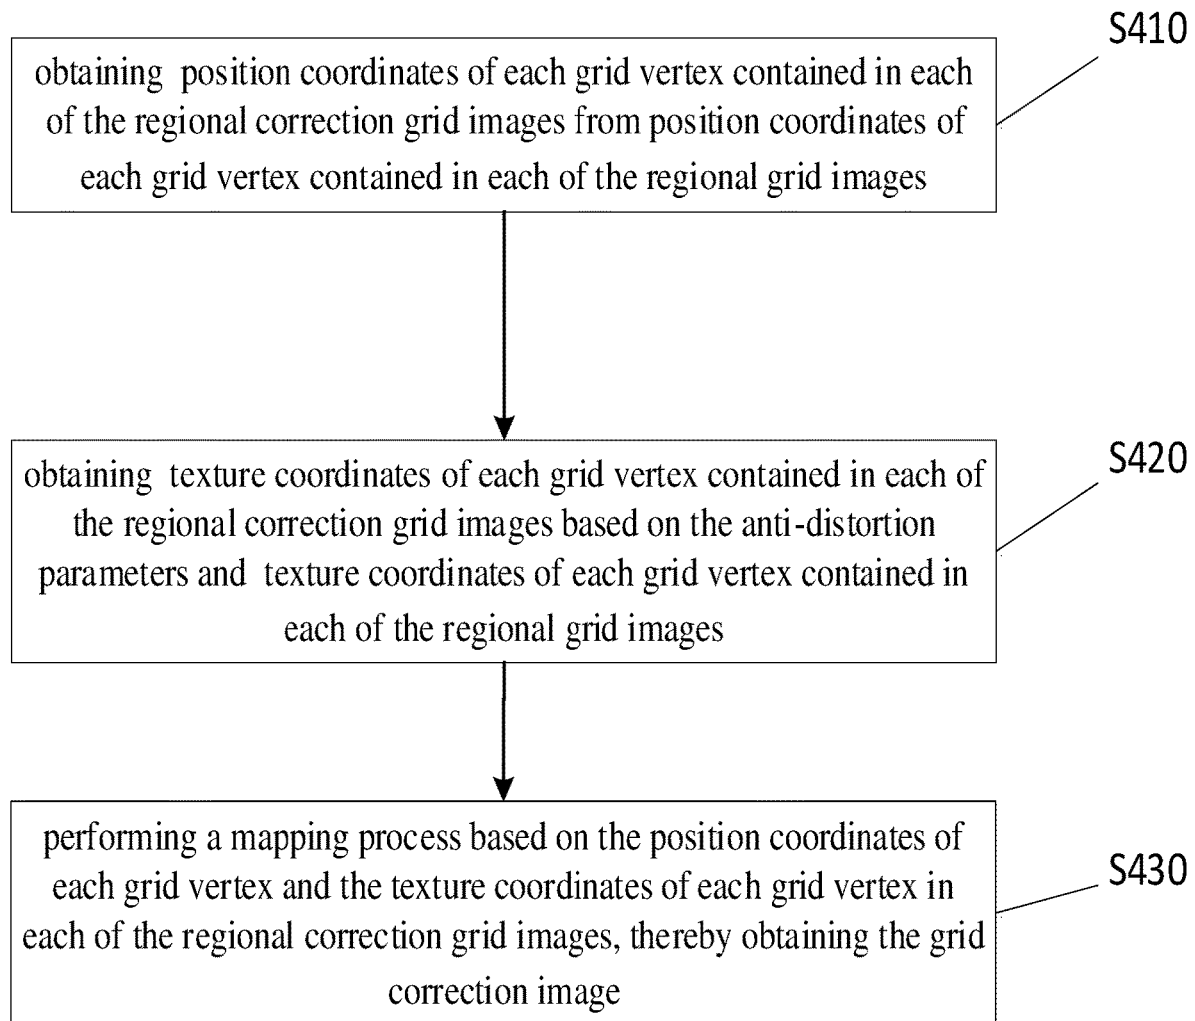 S410
obtaining position coordinates of each grid vertex contained in each
of the regional correction grid images from position coordinates of
each grid vertex contained in each of the regional grid images
S420
obtaining texture coordinates of each grid vertex contained in each of
the regional correction grid images based on the anti-distortion
parameters and texture coordinates of each grid vertex contained in
each of the regional grid images
S430
performing a mapping process based on the position coordinates of
each grid vertex and the texture coordinates of each grid vertex in
each of the regional correction grid images, thereby obtaining the grid
correction image